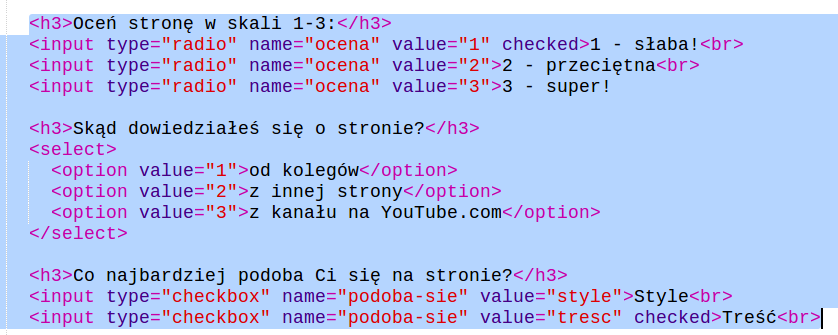 <h3>Oceń stronę w skali 1-3:</h3>
<input type="radio" name="ocena" value="1" checked>1 - słaba!<br>
<input type="radio" name="ocena" value="2">2 - przeciętna<br>
<input type="radio" name="ocena" value="3">3 - super!
<h3>Skąd dowiedziałeś się o stronie?</h3>
<select>
<option value="1">od kolegów</option>
<option value="2">z innej strony</option>
<option value="3">z kanału na YouTube.com</option>
</select>
<h3>Co najbardziej podoba Ci się na stronie?</h3>
<input type="checkbox" name="podoba-sie" value="style">Style<br>
<input type="checkbox" name="podoba-sie" value="tresc" checked>Treść<br>